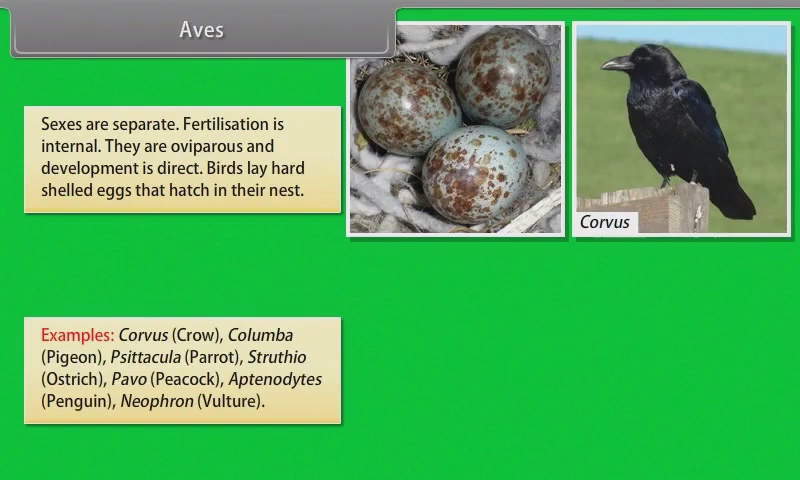 Aves
Sexes are separate. Fertilisation is
internal. They are oviparous and
development is direct. Birds lay hard
shelled eggs that hatch in their nest.
Corvus
Examples: Corvus (Crow), Columba
(Pigeon), Psittacula (Parrot), Struthio
(Ostrich), Pavo (Peacock), Aptenodytes
(Penguin), Neophron (Vulture).